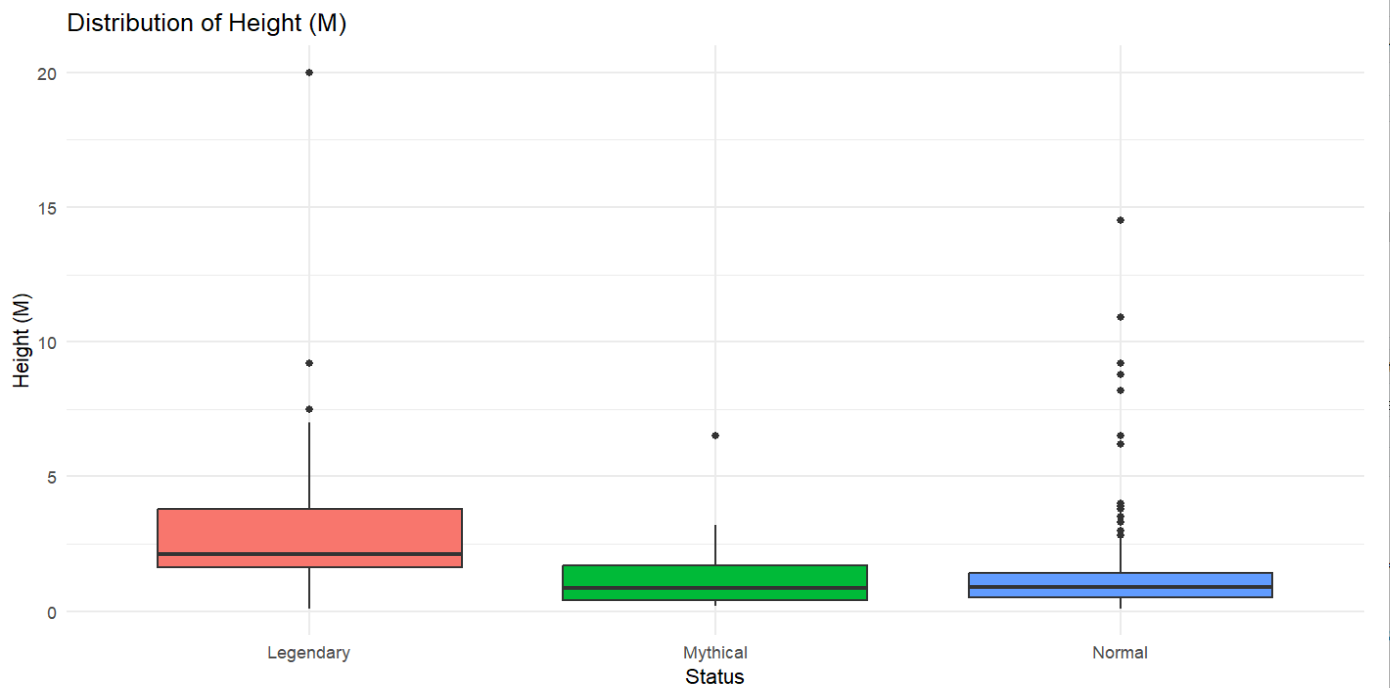 Distribution of Height (M)
20
15
10
5
0
Height (M)
Legendary
Mythical
Normal
Status